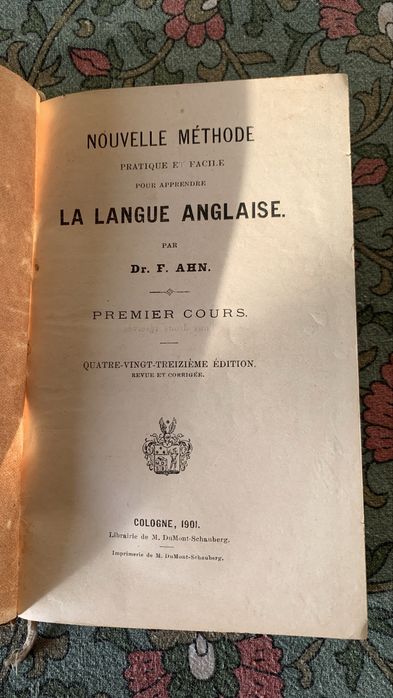 NOUVELLE MÉTHODE
PRATIQUE ET FACILE
POUR APPRENDRE
LA LANGUE ANGLAISE.
PAR
Dr. F. AHN.
PREMIER COURS.
QUATRE-VINGT-TREIZIÈME ÉDITION.
REVUE ET CORRIGÉE.
COLOGNE, 1901.
Librairie de M. DuMont-Schauberg.
Imprimerie de M. DuMont-Schauberg.